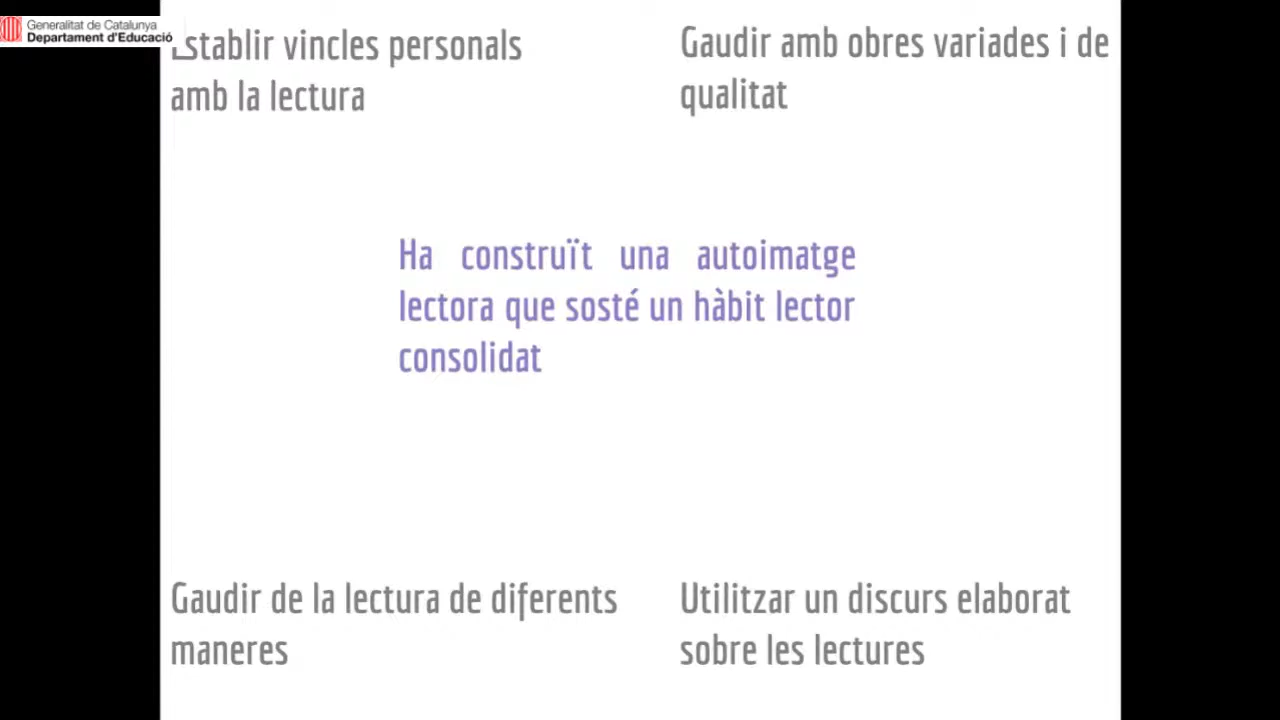 Generalitat de Catalunya
Departament d'Educació
Establir vincles personals
amb la lectura
Gaudir amb obres variades i de
qualitat
Ha construït una autoimatge
lectora que sosté un hàbit lector
consolidat
Gaudir de la lectura de diferents
maneres
Utilitzar un discurs elaborat
sobre les lectures